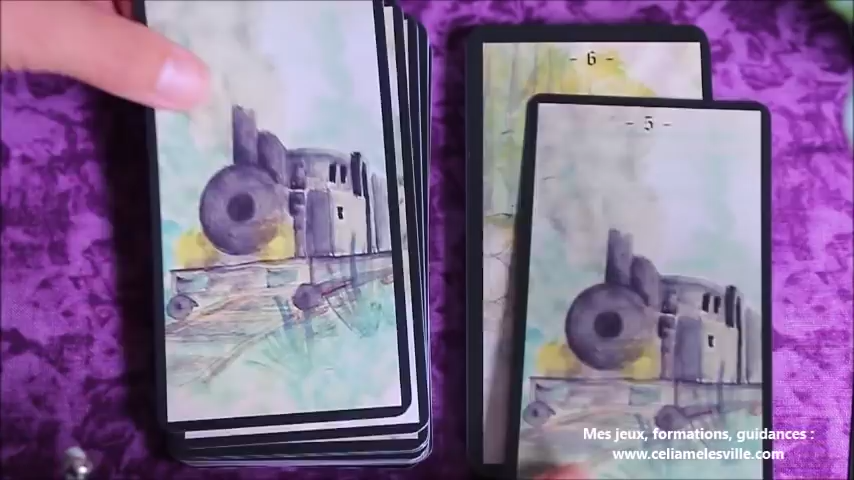 - 6 -
- 5 -
Mes jeux, formations, guidances :
www.celiamelesville.com